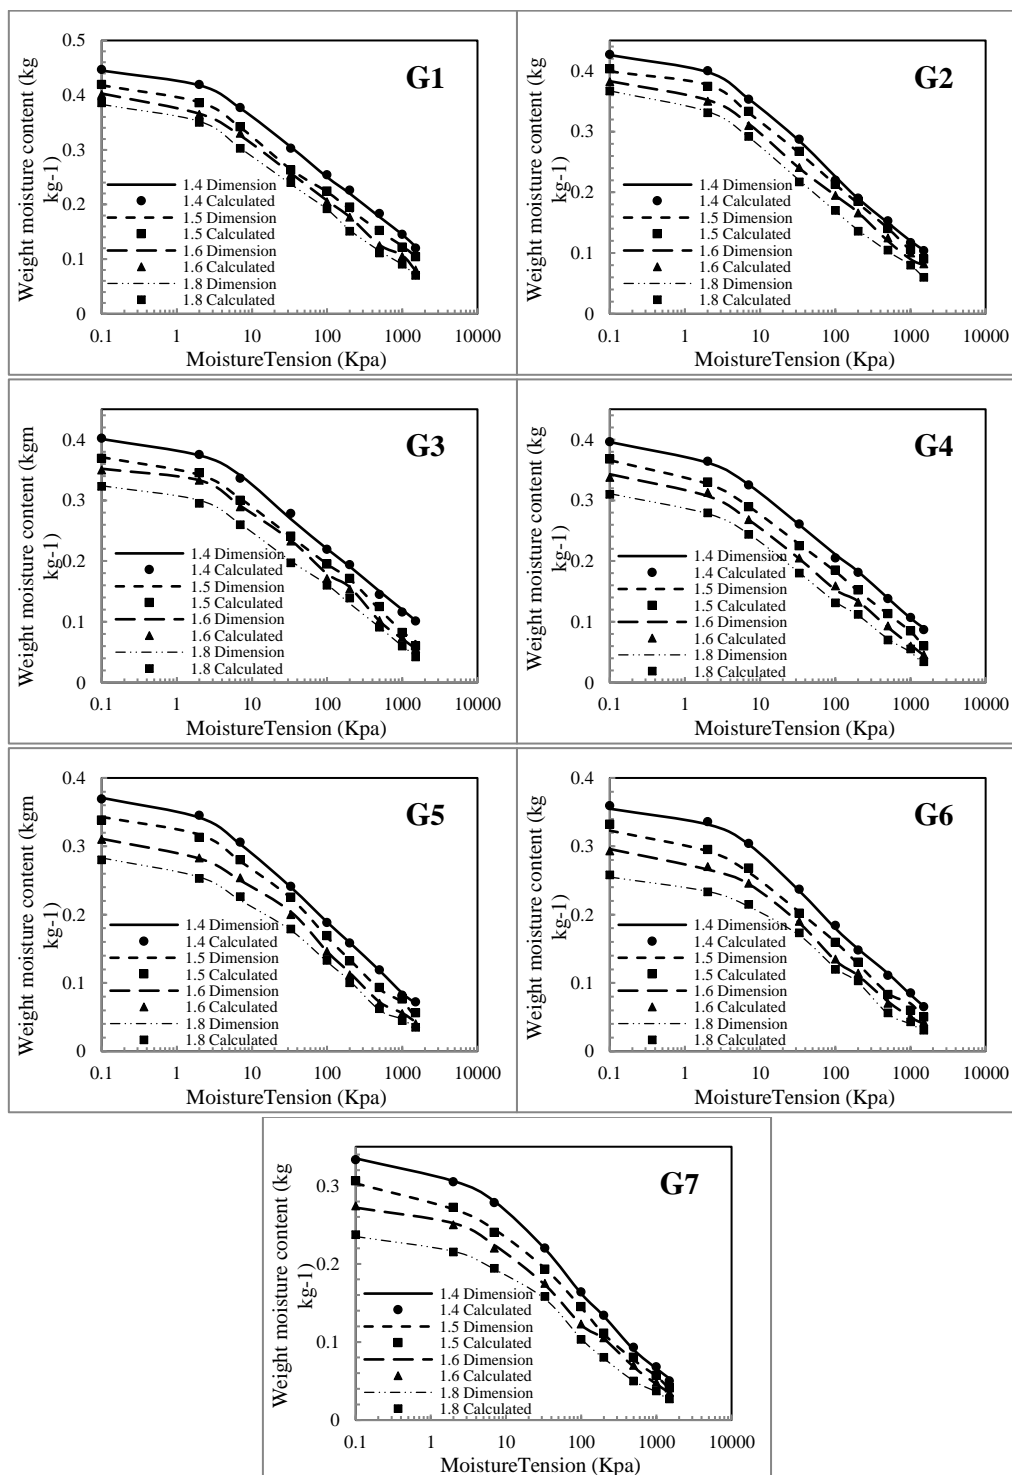 G1
Weight moisture content (kg
kg-1)
0.5
0.4
0.3
0.2
0.1
0
1.4 Dimension
1.4 Calculated
1.5 Dimension
1.5 Calculated
1.6 Dimension
1.6 Calculated
1.8 Dimension
1.8 Calculated
0.1 1 10 100 1000 10000
MoistureTension (Kpa)
G2
Weight moisture content (kg
kg-1)
0.4
0.3
0.2
0.1
0
1.4 Dimension
1.4 Calculated
1.5 Dimension
1.5 Calculated
1.6 Dimension
1.6 Calculated
1.8 Dimension
1.8 Calculated
0.1 1 10 100 1000 10000
MoistureTension (Kpa)
G3
Weight moisture content (kgm
kg-1)
0.4
0.3
0.2
0.1
0
1.4 Dimension
1.4 Calculated
1.5 Dimension
1.5 Calculated
1.6 Dimension
1.6 Calculated
1.8 Dimension
1.8 Calculated
0.1 1 10 100 1000 10000
MoistureTension (Kpa)
G4
Weight moisture content (kg
kg-1)
0.4
0.3
0.2
0.1
0
1.4 Dimension
1.4 Calculated
1.5 Dimension
1.5 Calculated
1.6 Dimension
1.6 Calculated
1.8 Dimension
1.8 Calculated
0.1 1 10 100 1000 10000
MoistureTension (Kpa)
G5
Weight moisture content (kgm
kg-1)
0.4
0.3
0.2
0.1
0
1.4 Dimension
1.4 Calculated
1.5 Dimension
1.5 Calculated
1.6 Dimension
1.6 Calculated
1.8 Dimension
1.8 Calculated
0.1 1 10 100 1000 10000
MoistureTension (Kpa)
G6
Weight moisture content (kg
kg-1)
0.4
0.3
0.2
0.1
0
1.4 Dimension
1.4 Calculated
1.5 Dimension
1.5 Calculated
1.6 Dimension
1.6 Calculated
1.8 Dimension
1.8 Calculated
0.1 1 10 100 1000 10000
MoistureTension (Kpa)
G7
Weight moisture content (kg
kg-1)
0.3
0.2
0.1
0
1.4 Dimension
1.4 Calculated
1.5 Dimension
1.5 Calculated
1.6 Dimension
1.6 Calculated
1.8 Dimension
1.8 Calculated
0.1 1 10 100 1000 10000
MoistureTension (Kpa)